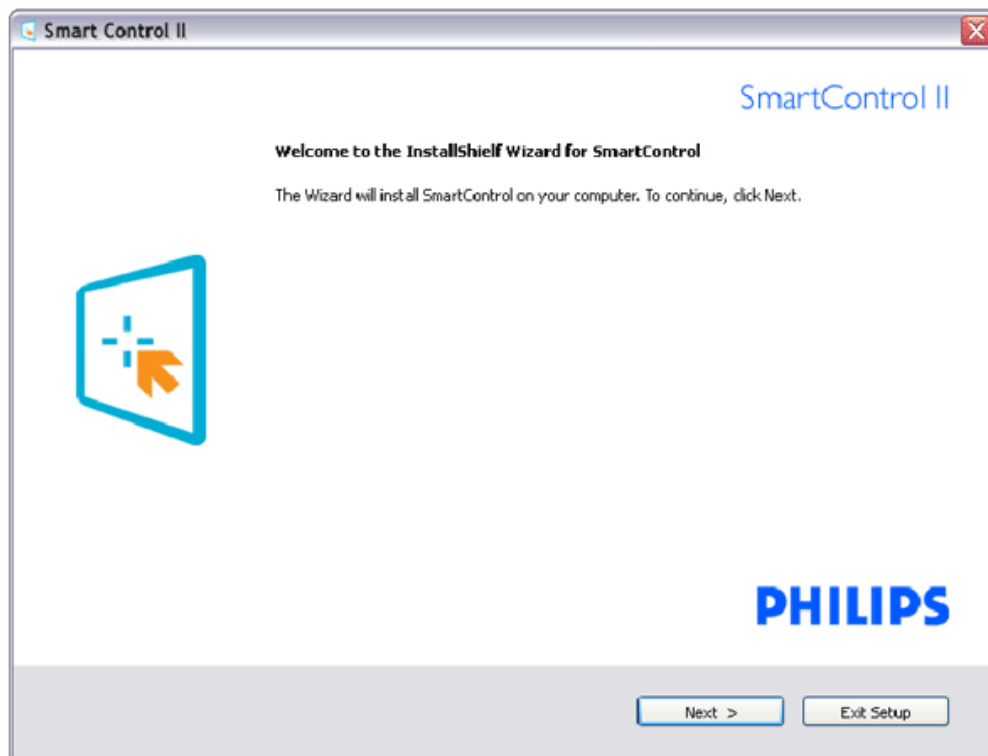 Smart Control II
SmartControl II
Welcome to the InstallShield Wizard for SmartControl
The Wizard will install SmartControl on your computer. To continue, click Next.
PHILIPS
Next >
Exit Setup